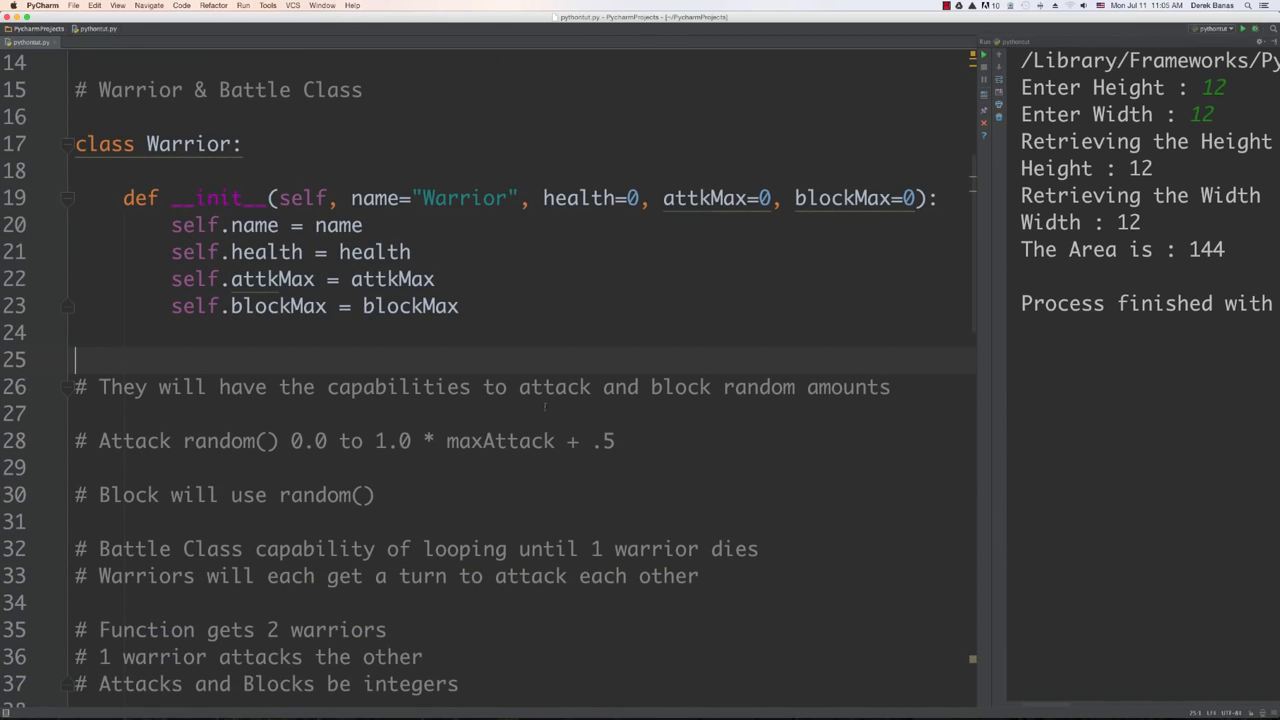 PyCharm File Edit View Navigate Code Refactor Run Tools VCS Window Help Mon Jul 11 11:05 AM Derek Banas
pythontut.py - PycharmProjects - [~/PycharmProjects]
PycharmProjects pythontut.py pythontut
pythontut.py Run pythontut
14
15 # Warrior & Battle Class
16
17 class Warrior:
18
19 def __init__(self, name="Warrior", health=0, attkMax=0, blockMax=0):
20 self.name = name
21 self.health = health
22 self.attkMax = attkMax
23 self.blockMax = blockMax
24
25
26 # They will have the capabilities to attack and block random amounts
27
28 # Attack random() 0.0 to 1.0 * maxAttack + .5
29
30 # Block will use random()
31
32 # Battle Class capability of looping until 1 warrior dies
33 # Warriors will each get a turn to attack each other
34
35 # Function gets 2 warriors
36 # 1 warrior attacks the other
37 # Attacks and Blocks be integers
/Library/Frameworks/Py
Enter Height : 12
Enter Width : 12
Retrieving the Height
Height : 12
Retrieving the Width
Width : 12
The Area is : 144
Process finished with
25:1 LF UTF-8